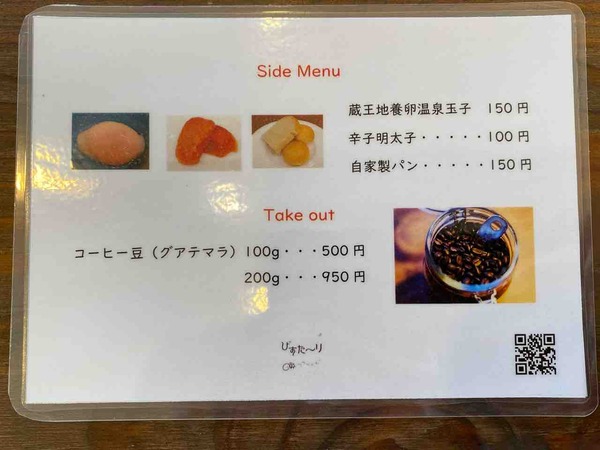 Side Menu
蔵王地養卵温泉玉子　150円
辛子明太子・・・・・100円
自家製パン・・・・・150円
Take out
コーヒー豆（グアテマラ）100g・・・500円
200g・・・950円
びすた〜り